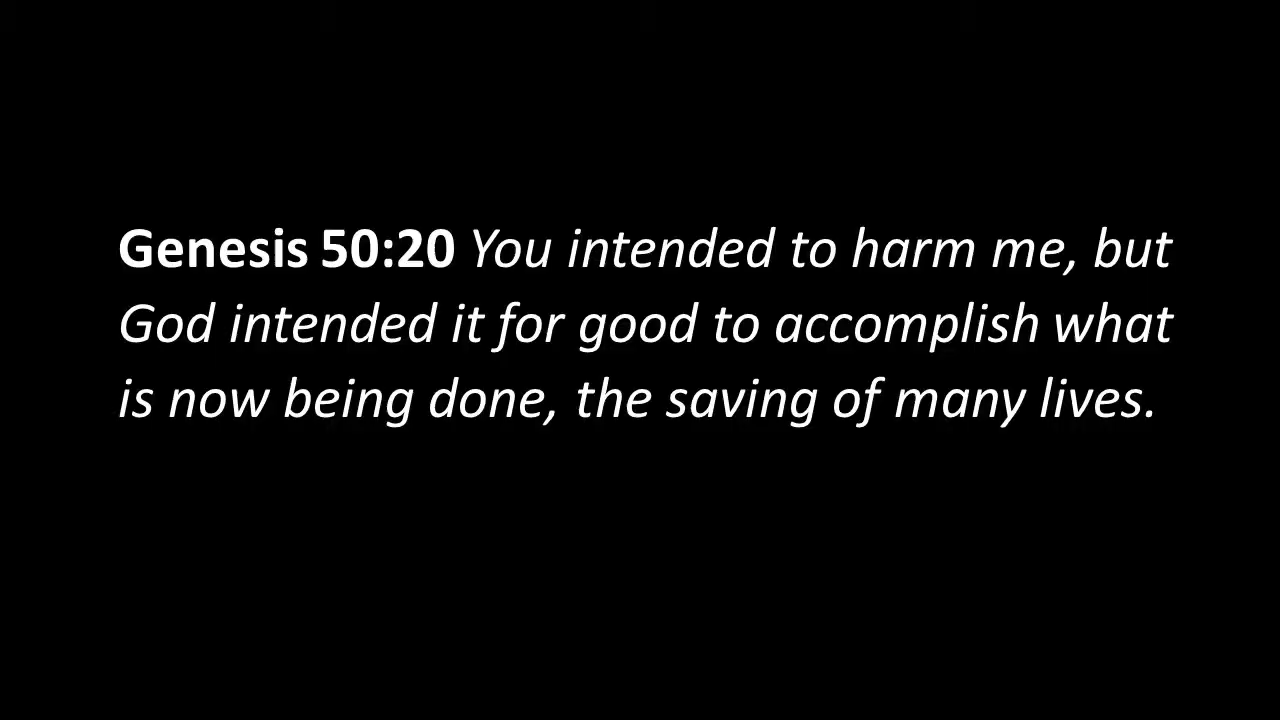 Genesis 50:20 You intended to harm me, but
God intended it for good to accomplish what
is now being done, the saving of many lives.